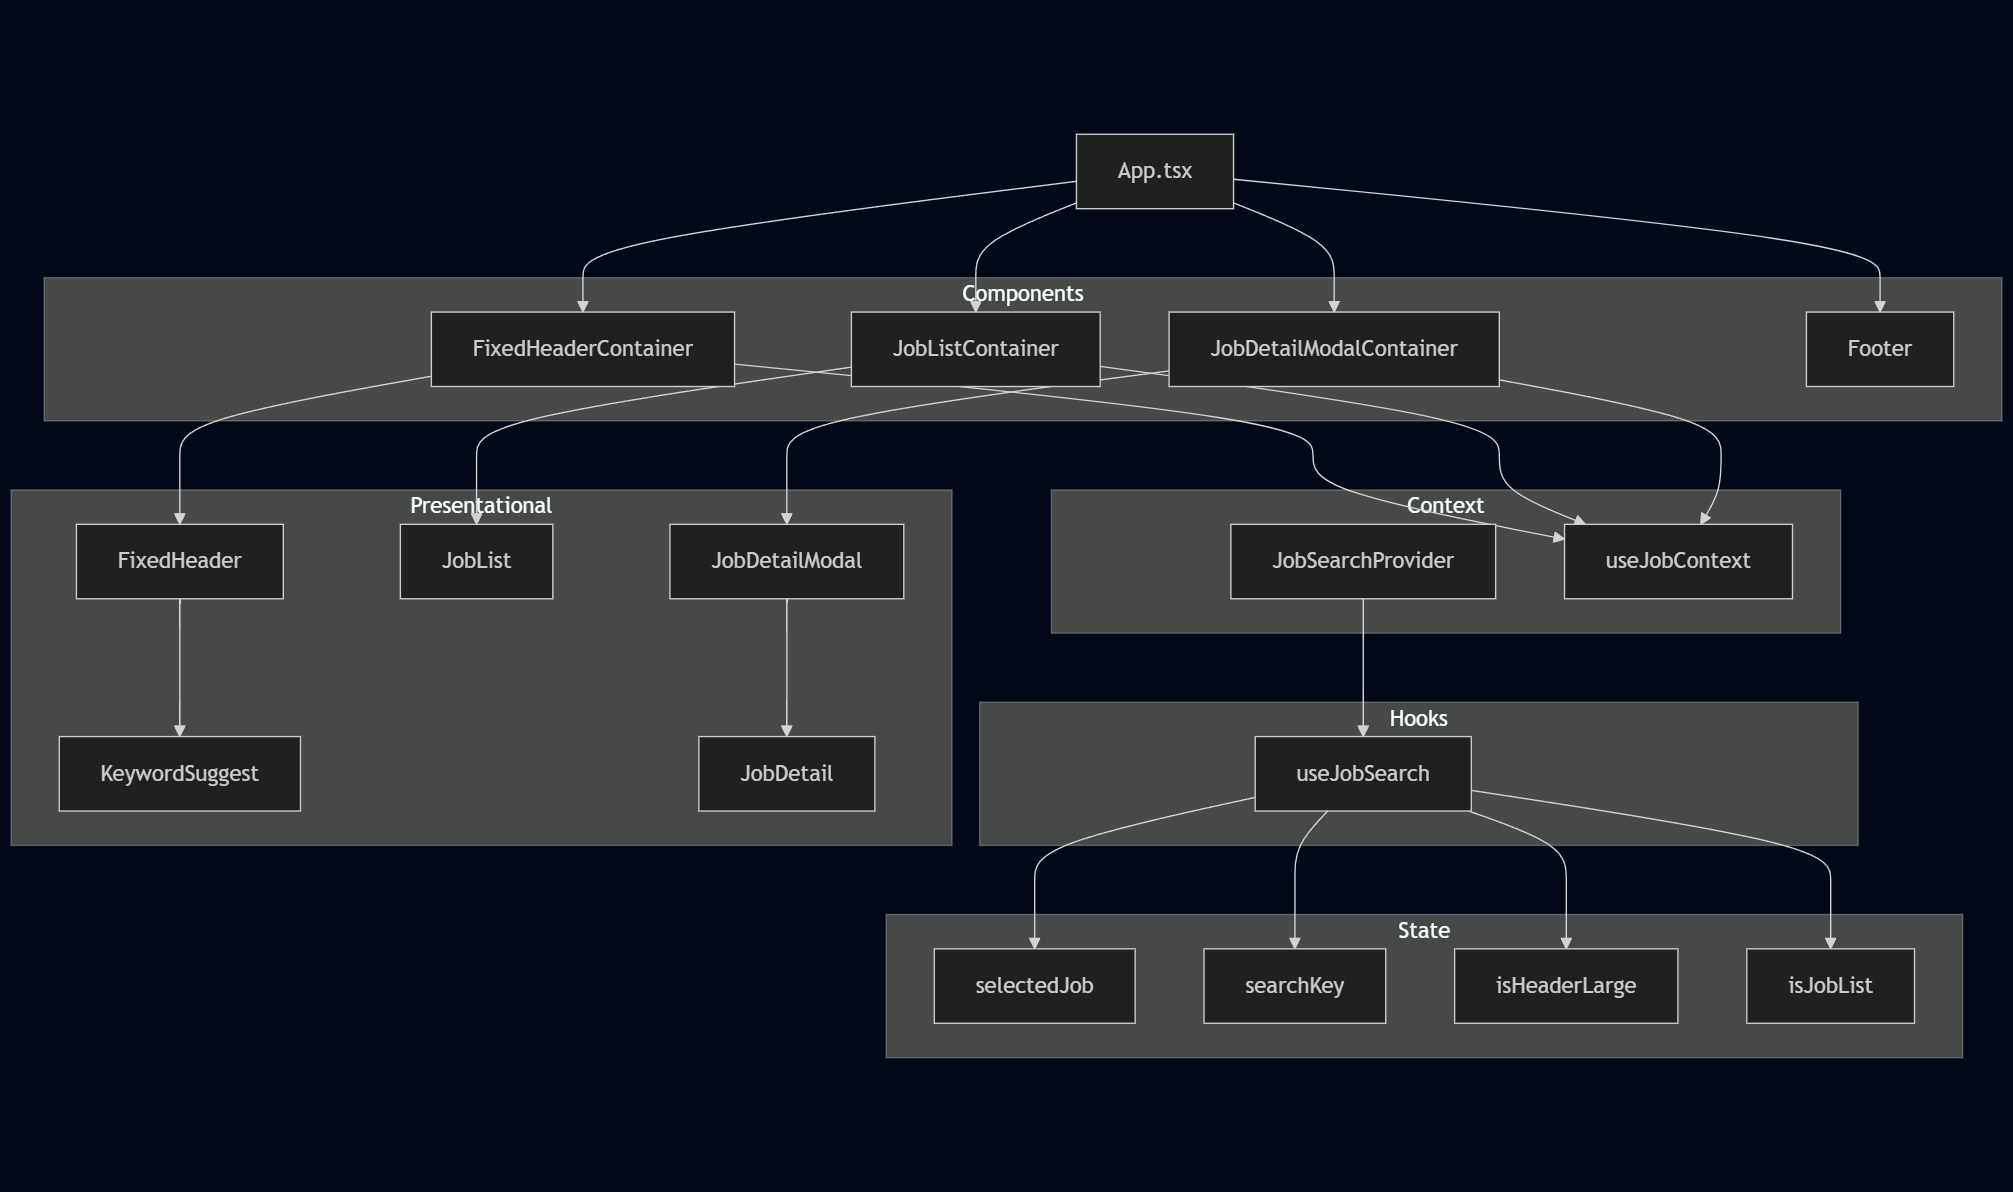 App.tsx
Components
FixedHeaderContainer
JobListContainer
JobDetailModalContainer
Footer
Presentational
FixedHeader
JobList
JobDetailModal
KeywordSuggest
JobDetail
Context
JobSearchProvider
useJobContext
Hooks
useJobSearch
State
selectedJob
searchKey
isHeaderLarge
isJobList